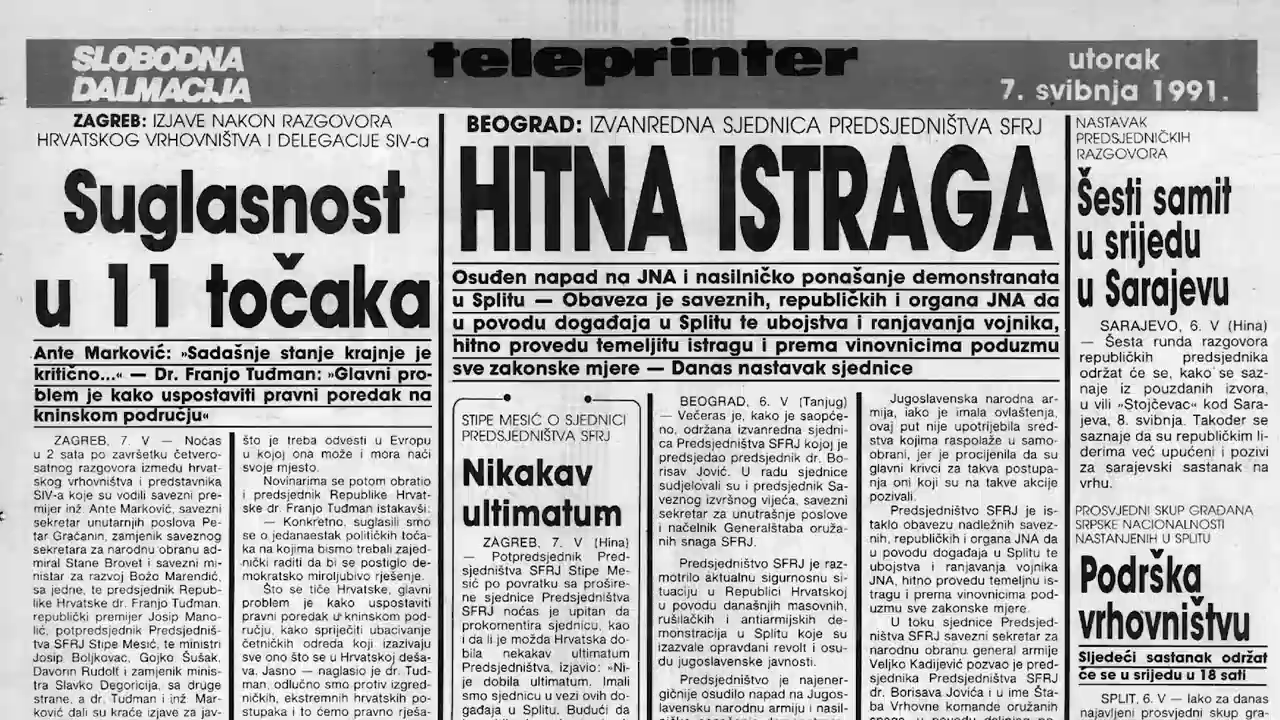 SLOBODNA
DALMACIJA
teleprinter
utorak
7. svibnja 1991.
ZAGREB: IZJAVE NAKON RAZGOVORA
HRVATSKOG VRHOVNIŠTVA I DELEGACIJE SIV-a
Suglasnost
u 11 točaka
Ante Marković: »Sadašnje stanje krajnje je
kritično...« — Dr. Franjo Tuđman: »Glavni pro-
blem je kako uspostaviti pravni poredak na
kninskom području«
ZAGREB, 7. V — Noćas
u 2 sata po završetku četvero-
satnog razgovora između hrvat-
skog vrhovništva i predstavnika
SIV-a koje su vodili savezni pre-
mijer inž. Ante Marković, savezni
sekretar unutarnjih poslova Pe-
tar Gračanin, zamjenik saveznog
sekretara za narodnu obranu ad-
miral Stane Brovet i savezni mi-
nistar za razvoj Božo Marendić,
sa jedne, te predsjednik Repub-
like Hrvatske dr. Franjo Tuđman,
republički premijer Josip Mano-
lić, potpredsjednik Predsjedniš-
tva SFRJ Stipe Mesić, te ministri
Josip Boljkovac, Gojko Šušak,
Davorin Rudolf i zamjenik minis-
tra Slavko Degoricija, sa druge
strane, dr. Tuđman i inž. Mar-
ković dali su kraće izjave za jav-
što je treba odvesti u Evropu
u kojoj ona može i mora naći
svoje mjesto.
Novinarima se potom obratio
i predsjednik Republike Hrvat-
ske dr. Franjo Tuđman istakavši:
— Konkretno, suglasili smo
se o jedanaestak političkih toča-
ka na kojima bismo trebali zajed-
nički raditi da bi se postiglo de-
mokratsko miroljubivo rješenje.
Što se tiče Hrvatske, glavni
problem je kako uspostaviti
pravni poredak u kninskom pod-
ručju, kako spriječiti ubacivanje
četničkih odreda koji izazivaju
sve ono što se u Hrvatskoj deša-
va. Jasno — naglasio je dr. Tuđ-
man, odlučno smo protiv izgred-
ničkih, ekstremnih hrvatskih po-
stupaka i to ćemo pravno rješa-
BEOGRAD: IZVANREDNA SJEDNICA PREDSJEDNIŠTVA SFRJ
HITNA ISTRAGA
Osuđen napad na JNA i nasilničko ponašanje demonstranata
u Splitu — Obaveza je saveznih, republičkih i organa JNA da
u povodu događaja u Splitu te ubojstva i ranjavanja vojnika,
hitno provedu temeljitu istragu i prema vinovnicima poduzmu
sve zakonske mjere — Danas nastavak sjednice
STIPE MESIĆ O SJEDNICI
PREDSJEDNIŠTVA SFRJ
Nikakav
ultimatum
ZAGREB, 7. V (Hina)
— Potpredsjednik Pred-
sjedništva SFRJ Stipe Me-
sić po povratku sa prošire-
ne sjednice Predsjedništva
SFRJ noćas je upitan da
prokomentira sjednicu, kao
i da li je možda Hrvatska do-
bila nekakav ultimatum
Predsjedništva, izjavio: »Ni-
je dobila ultimatum. Imali
smo sjednicu u vezi ovih do-
gađaja u Splitu. Budući da
BEOGRAD, 6. V (Tanjug)
— Večeras je, kako je saopće-
no, održana izvanredna sjedni-
ca Predsjedništva SFRJ kojoj je
predsjedao predsjednik dr. Bo-
risav Jović. U radu sjednice
sudjelovali su i predsjednik Sa-
veznog izvršnog vijeća, savezni
sekretar za unutrašnje poslove
i načelnik Generalštaba oruža-
nih snaga SFRJ.
Predsjedništvo SFRJ je raz-
motrilo aktualnu sigurnosnu si-
tuaciju u Republici Hrvatskoj
u povodu današnjih masovnih,
rušilačkih i antiarmijskih de-
monstracija u Splitu koje su
izazvale opravdani revolt i osu-
du jugoslavenske javnosti.
Predsjedništvo je najener-
gičnije osudilo napad na Jugos-
lavensku narodnu armiju i nasil-
Jugoslavenska narodna ar-
mija, iako je imala ovlaštenja,
ovaj put nije upotrijebila sred-
stva kojima raspolaže u samo-
obrani, jer je procijenila da su
glavni krivci za takva postupa-
nja oni koji su na takve akcije
pozivali.
Predsjedništvo SFRJ je is-
taklo obavezu nadležnih savez-
nih, republičkih i organa JNA da
u povodu događaja u Splitu te
ubojstva i ranjavanja vojnika
JNA, hitno provedu temeljnu is-
tragu i prema vinovnicima podu-
zmu sve zakonske mjere.
U toku sjednice Predsjed-
ništva SFRJ savezni sekretar za
narodnu obranu general armije
Veljko Kadijević pozvao je pred-
sjednika Predsjedništva SFRJ
dr. Borisava Jovića i u ime Šta-
ba Vrhovne komande oružanih
NASTAVAK
PREDSJEDNIČKIH
RAZGOVORA
Šesti samit
u srijedu
u Sarajevu
SARAJEVO, 6. V (Hina)
— Šesta runda razgovora
republičkih predsjednika
održat će se, kako se saz-
naje iz pouzdanih izvora,
u vili »Stojčevac« kod Sara-
jeva, 8. svibnja. Također se
saznaje da su republičkim li-
derima već upućeni i pozivi
za sarajevski sastanak na
vrhu.
PROSVJEDNI SKUP GRAĐANA
SRPSKE NACIONALNOSTI
NASTANJENIH U SPLITU
Podrška
vrhovništvu
Sljedeći sastanak održat
će se u srijedu u 18 sati
SPLIT, 6. V — Iako za danas
najavljeni prosvjedni skup gra-